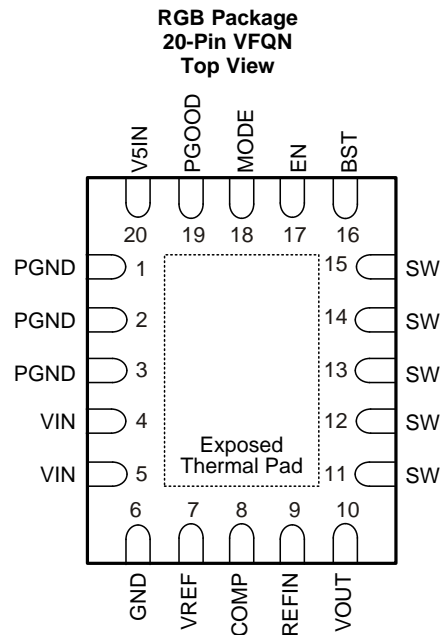 RGB Package
20-Pin VFQN
Top View
V5IN
PGOOD
MODE
EN
BST
20
19
18
17
16
PGND 1
15 SW
PGND 2
14 SW
PGND 3
13 SW
VIN 4
12 SW
VIN 5
11 SW
Exposed
Thermal Pad
6
7
8
9
10
GND
VREF
COMP
REFIN
VOUT